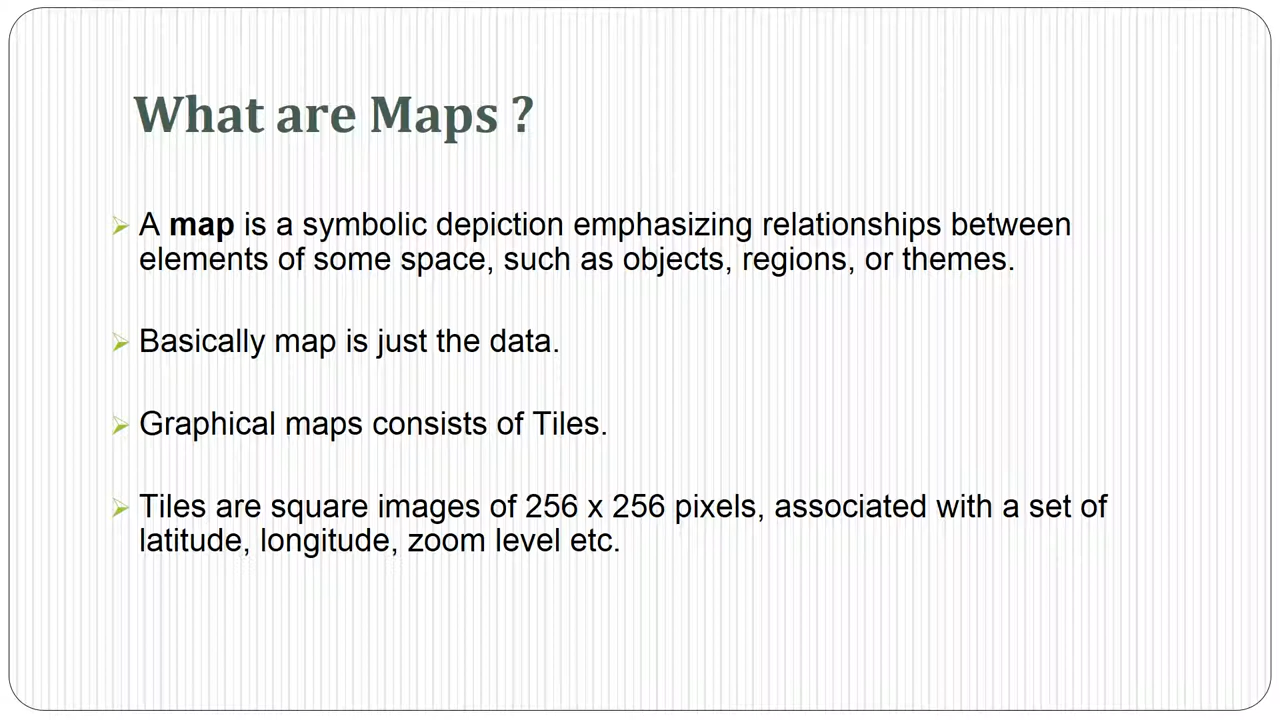 What are Maps ?
A map is a symbolic depiction emphasizing relationships between
elements of some space, such as objects, regions, or themes.
Basically map is just the data.
Graphical maps consists of Tiles.
Tiles are square images of 256 x 256 pixels, associated with a set of
latitude, longitude, zoom level etc.